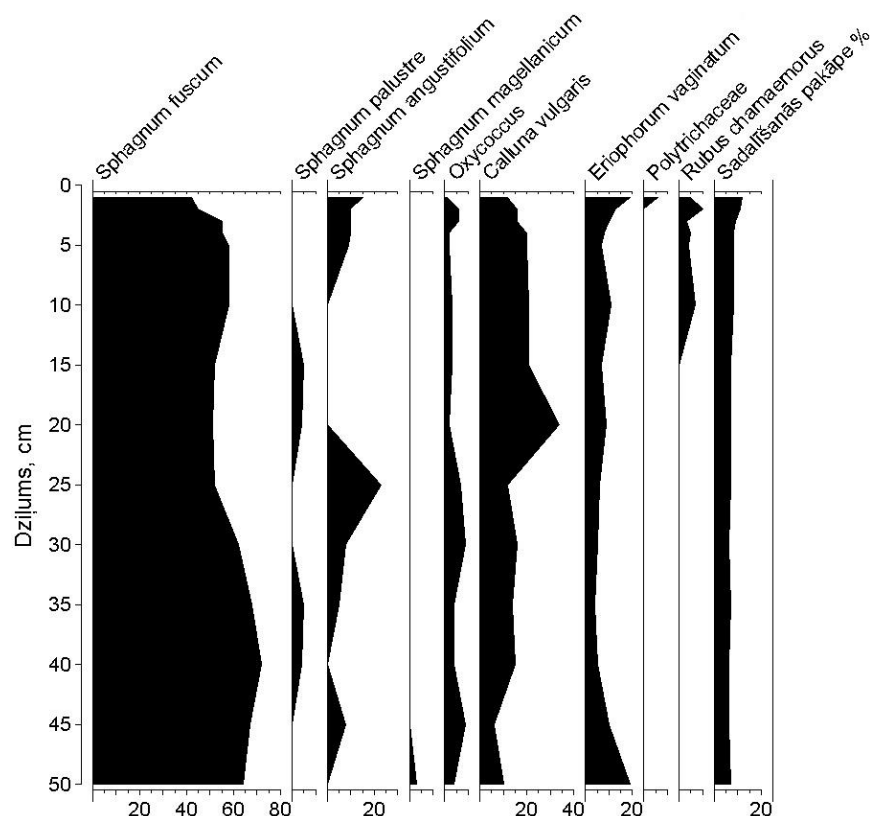 Sphagnum fuscum
Sphagnum palustre
Sphagnum angustifolium
Sphagnum magellanicum
Oxycoccus
Calluna vulgaris
Eriophorum vaginatum
Polytrichaceae
Rubus chamaemorus
Sadalīšanās pakāpe %
0
5
10
15
20
25
30
35
40
45
50
Dziļums, cm
20 40 60 80 20 20 40 20 20